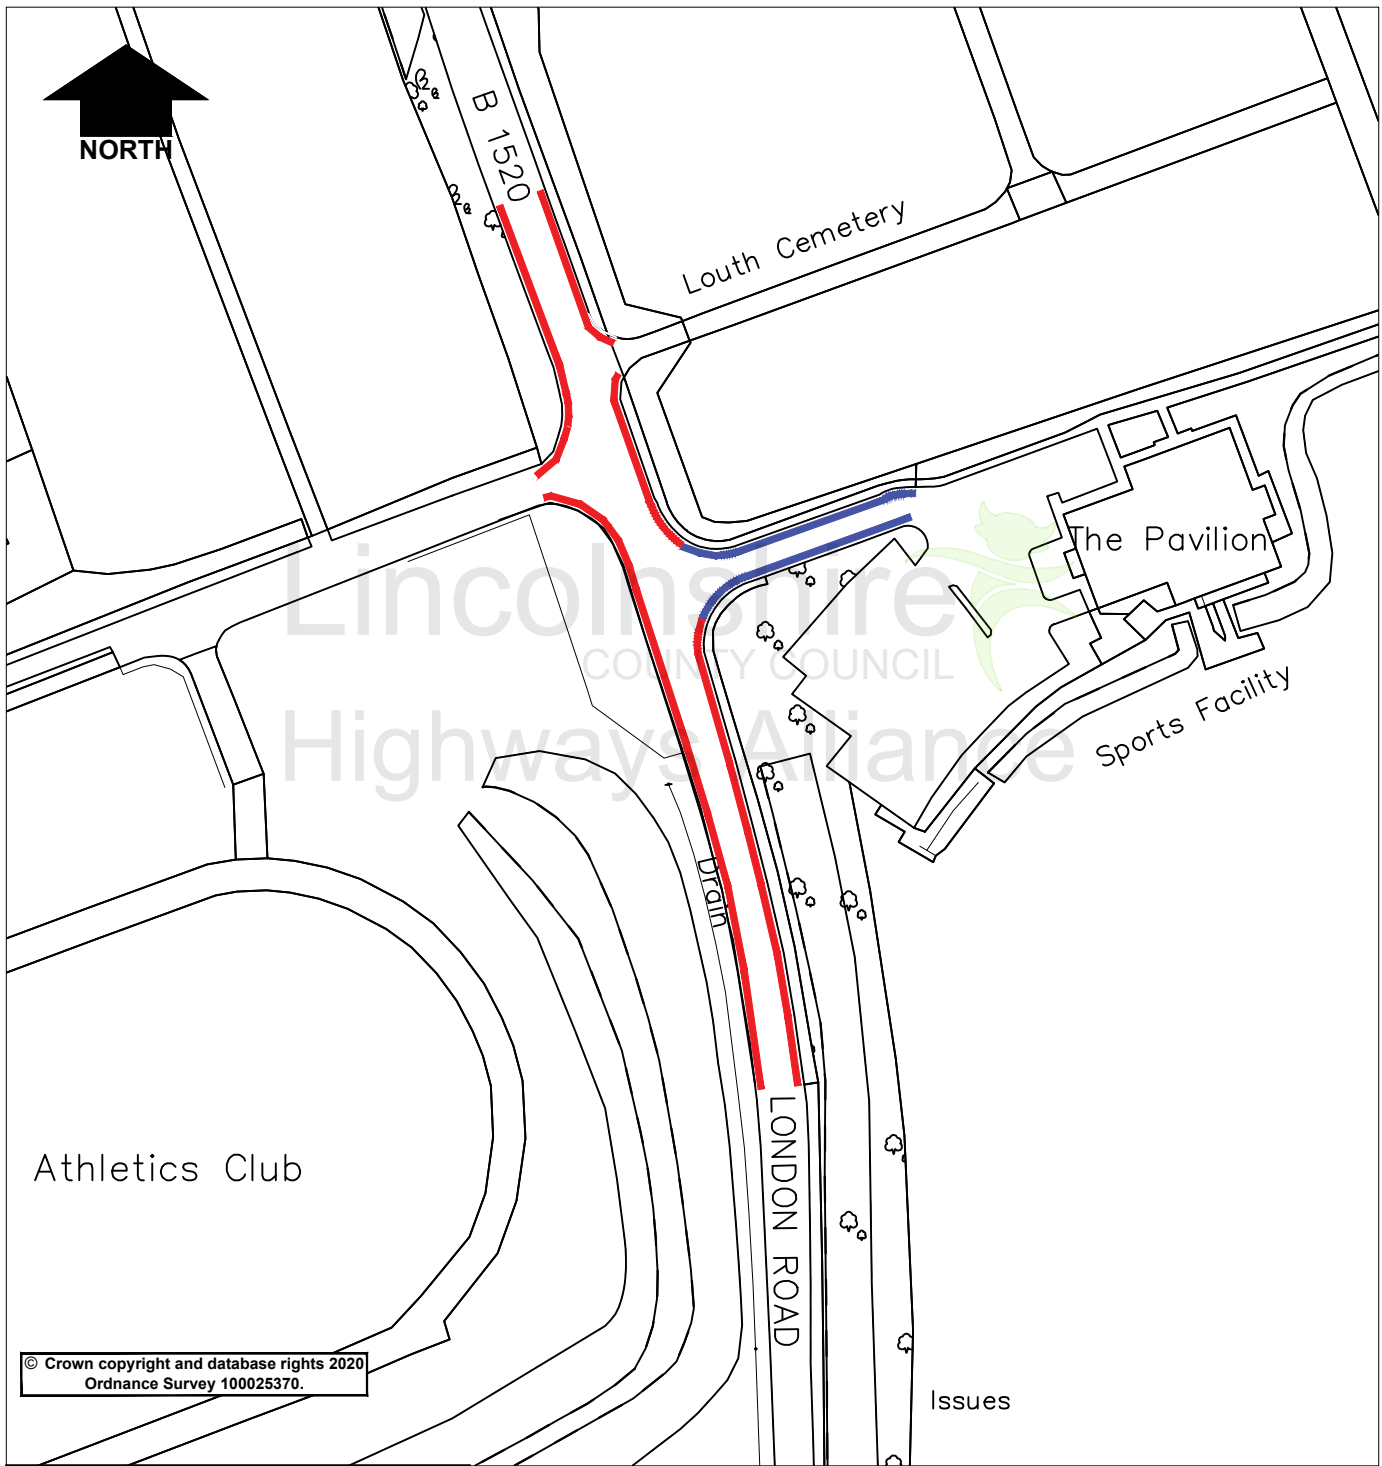 NORTH
B 1520
Louth Cemetery
The Pavilion
Lincolnshire
COUNTY COUNCIL
Highways Alliance
Sports Facility
Drain
LONDON ROAD
Athletics Club
© Crown copyright and database rights 2020
Ordnance Survey 100025370.
Issues